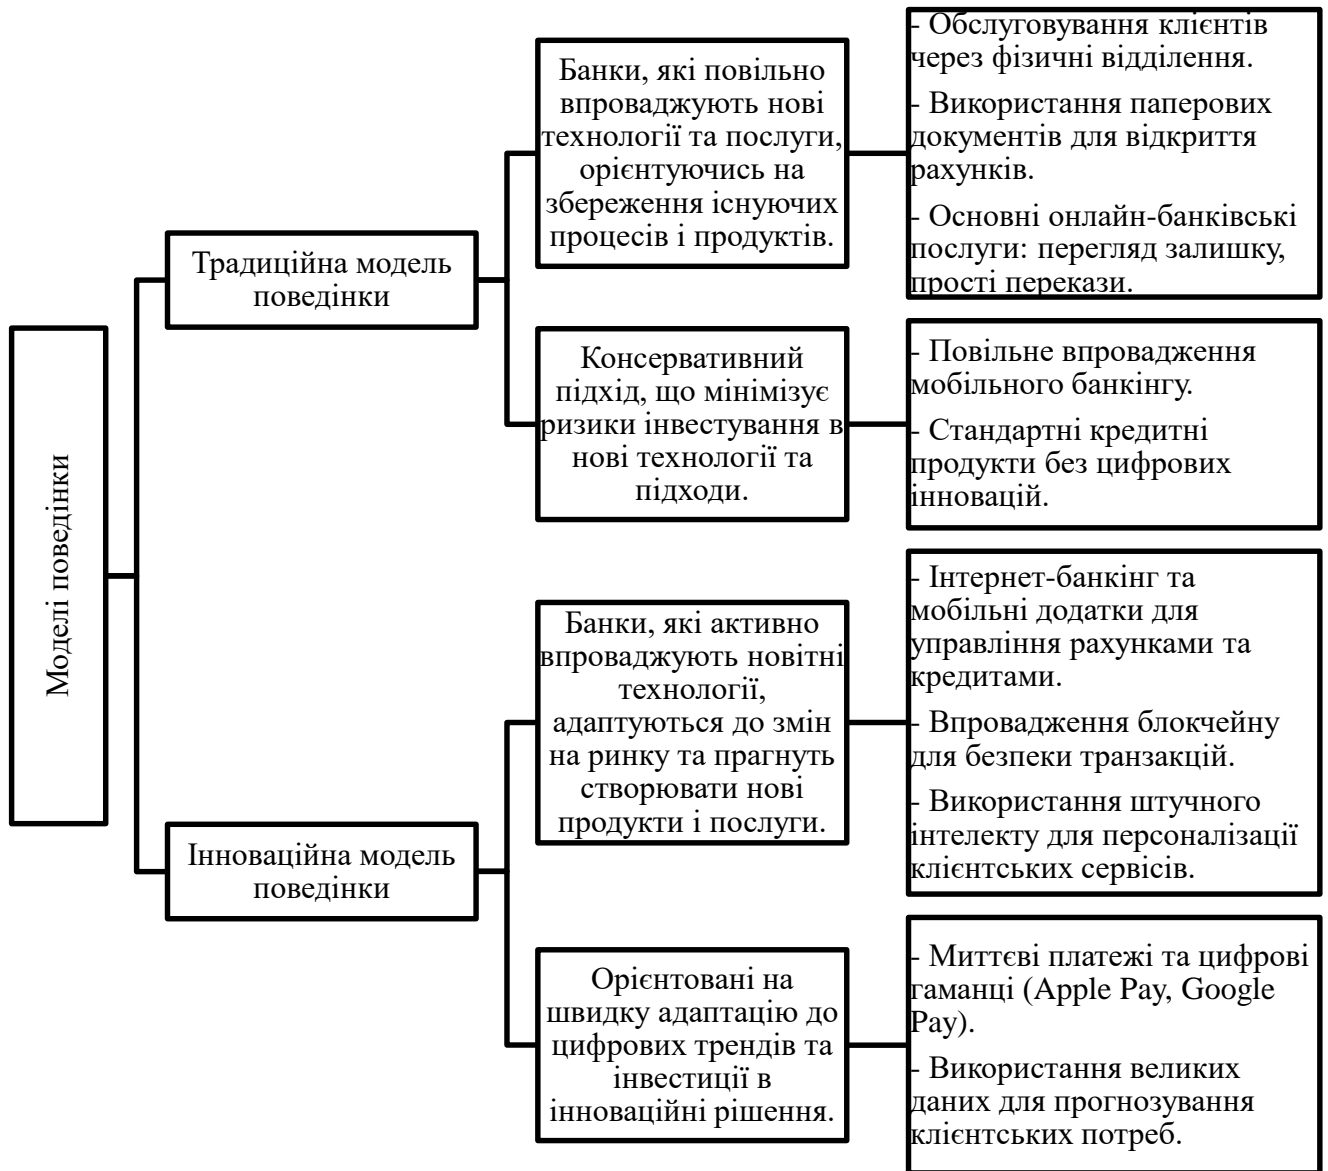 Моделі поведінки
Традиційна модель
поведінки
Банки, які повільно
впроваджують нові
технології та послуги,
орієнтуючись на
збереження існуючих
процесів і продуктів.
- Обслуговування клієнтів
через фізичні відділення.
- Використання паперових
документів для відкриття
рахунків.
- Основні онлайн-банківські
послуги: перегляд залишку,
прості перекази.
Консервативний
підхід, що мінімізує
ризики інвестування в
нові технології та
підходи.
- Повільне впровадження
мобільного банкінгу.
- Стандартні кредитні
продукти без цифрових
інновацій.
Інноваційна модель
поведінки
Банки, які активно
впроваджують новітні
технології,
адаптуються до змін
на ринку та прагнуть
створювати нові
продукти і послуги.
- Інтернет-банкінг та
мобільні додатки для
управління рахунками та
кредитами.
- Впровадження блокчейну
для безпеки транзакцій.
- Використання штучного
інтелекту для персоналізації
клієнтських сервісів.
Орієнтовані на
швидку адаптацію до
цифрових трендів та
інвестиції в
інноваційні рішення.
- Миттєві платежі та цифрові
гаманці (Apple Pay, Google
Pay).
- Використання великих
даних для прогнозування
клієнтських потреб.